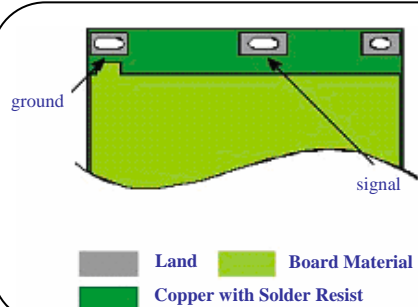 ground
signal
Land
Board Material
Copper with Solder Resist